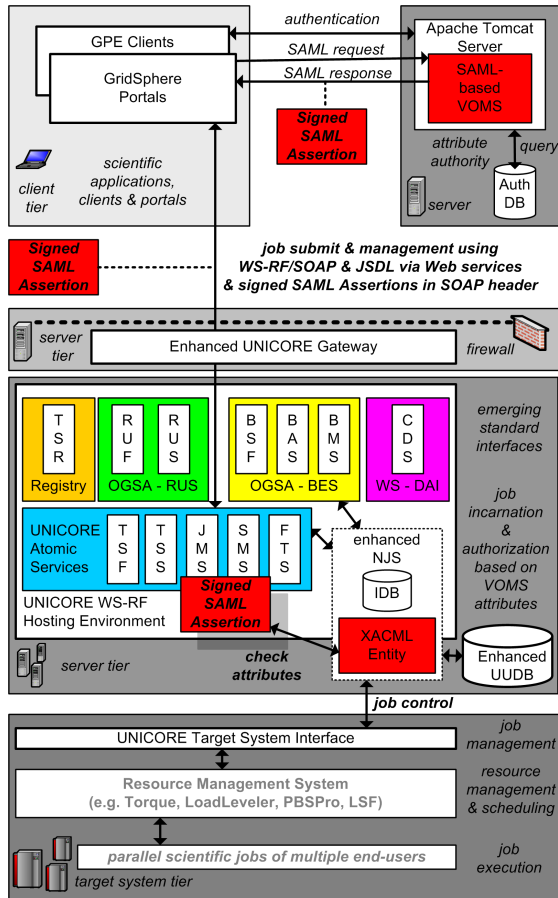 GPE Clients
GridSphere
Portals
authentication
SAML request
SAML response
Apache Tomcat
Server
SAML-
based
VOMS
Signed
SAML
Assertion
attribute
authority
query
Auth
DB
server
client
tier
scientific
applications,
clients & portals
Signed
SAML
Assertion
job submit & management using
WS-RF/SOAP & JSDL via Web services
& signed SAML Assertions in SOAP header
server
tier
Enhanced UNICORE Gateway
firewall
T
S
R
Registry
R
U
F
R
U
S
OGSA - RUS
B
S
F
B
A
S
B
M
S
OGSA - BES
C
D
S
WS - DAI
emerging
standard
interfaces
UNICORE
Atomic
Services
T
S
F
T
S
S
J
M
S
S
M
S
F
T
S
Signed
SAML
Assertion
UNICORE WS-RF
Hosting Environment
enhanced
NJS
IDB
XACML
Entity
job
incarnation
&
authorization
based on
VOMS
attributes
Enhanced
UUDB
server tier
check
attributes
job control
UNICORE Target System Interface
job
management
Resource Management System
(e.g. Torque, LoadLeveler, PBSPro, LSF)
resource
management
& scheduling
parallel scientific jobs of multiple end-users
job
execution
target system tier